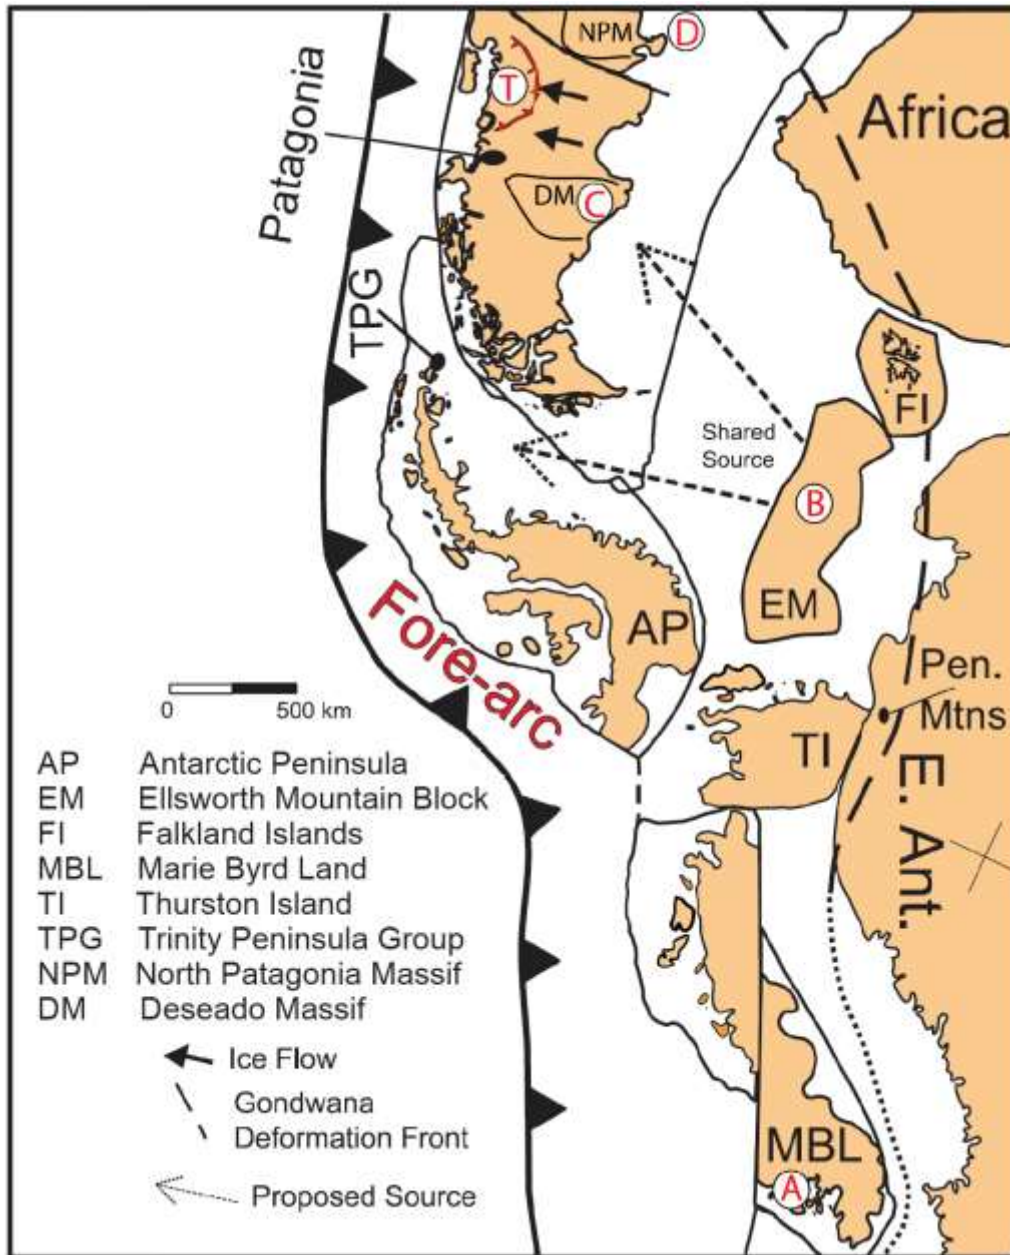 NPM
D
T
Africa
Patagonia
DM
C
TPG
FI
Shared
Source
B
EM
AP
Fore-arc
Pen.
Mtns
TI
E. Ant.
0 500 km
AP Antarctic Peninsula
EM Ellsworth Mountain Block
FI Falkland Islands
MBL Marie Byrd Land
TI Thurston Island
TPG Trinity Peninsula Group
NPM North Patagonia Massif
DM Deseado Massif
Ice Flow
Gondwana
Deformation Front
Proposed Source
MBL
A